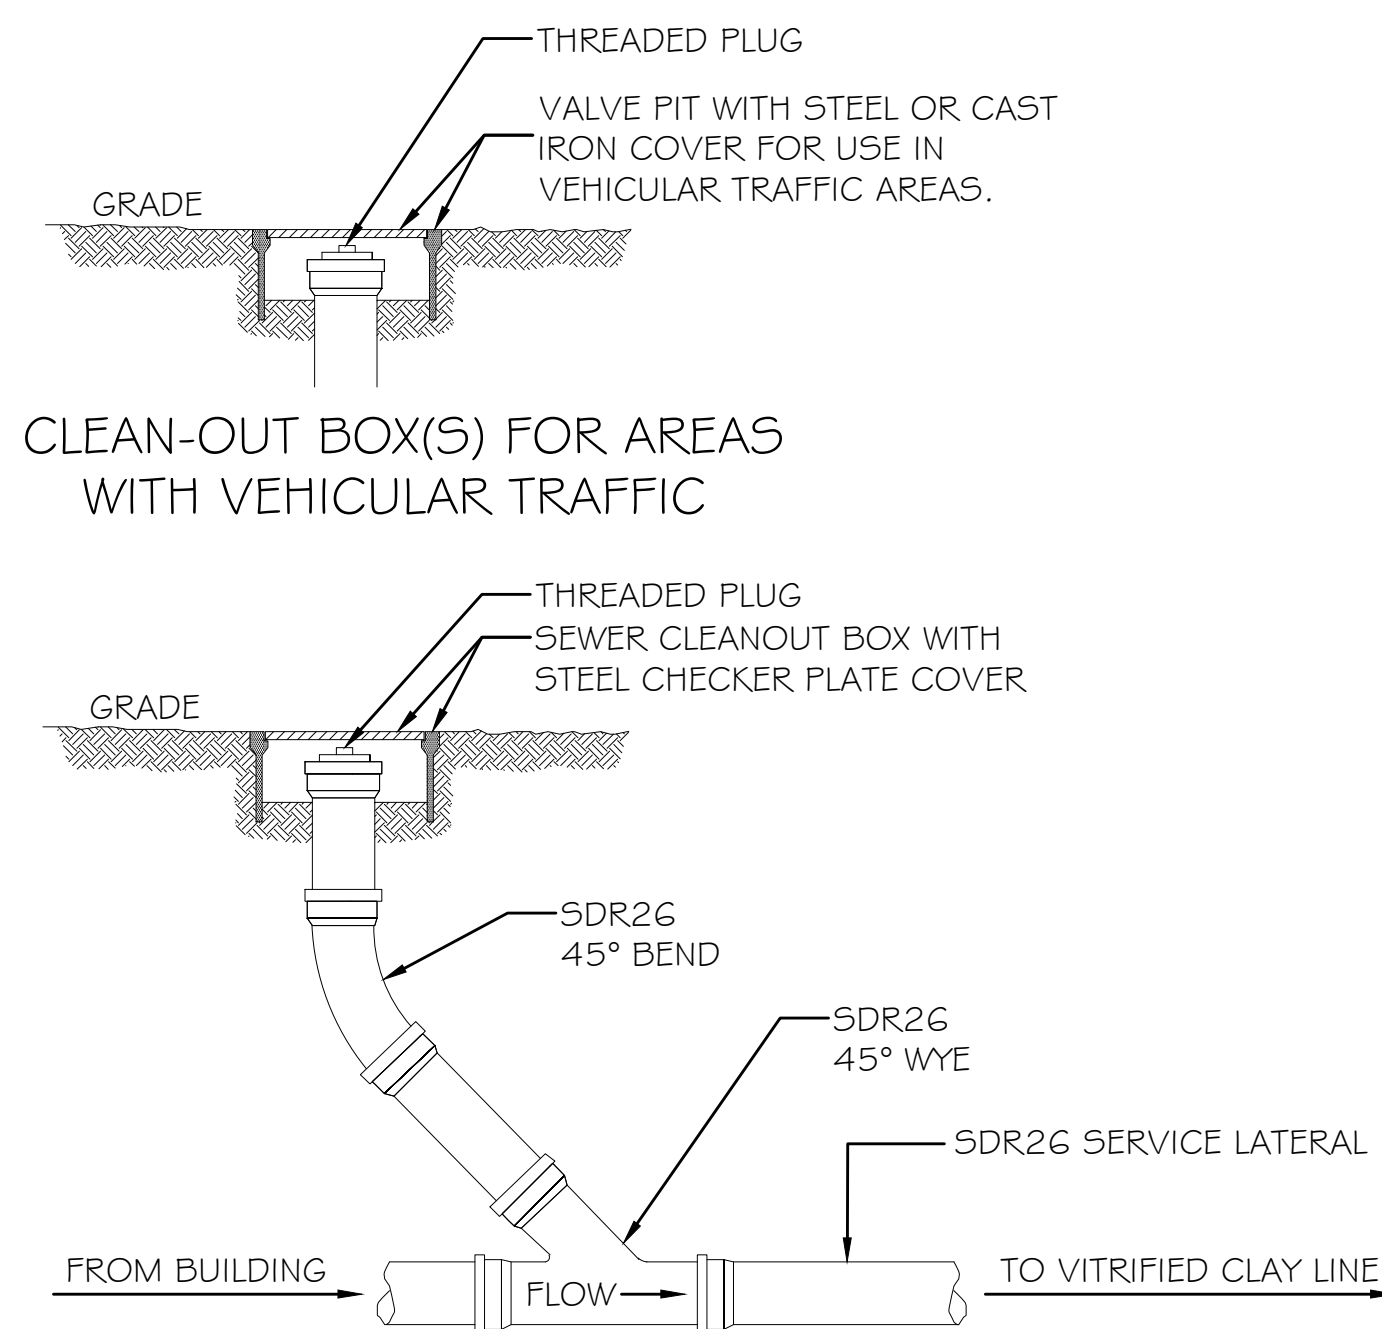 THREADED PLUG
VALVE PIT WITH STEEL OR CAST
IRON COVER FOR USE IN
VEHICULAR TRAFFIC AREAS.
GRADE
CLEAN-OUT BOX(S) FOR AREAS
WITH VEHICULAR TRAFFIC
THREADED PLUG
SEWER CLEANOUT BOX WITH
STEEL CHECKER PLATE COVER
GRADE
SDR26
45° BEND
SDR26
45° WYE
SDR26 SERVICE LATERAL
FROM BUILDING
FLOW
TO VITRIFIED CLAY LINE